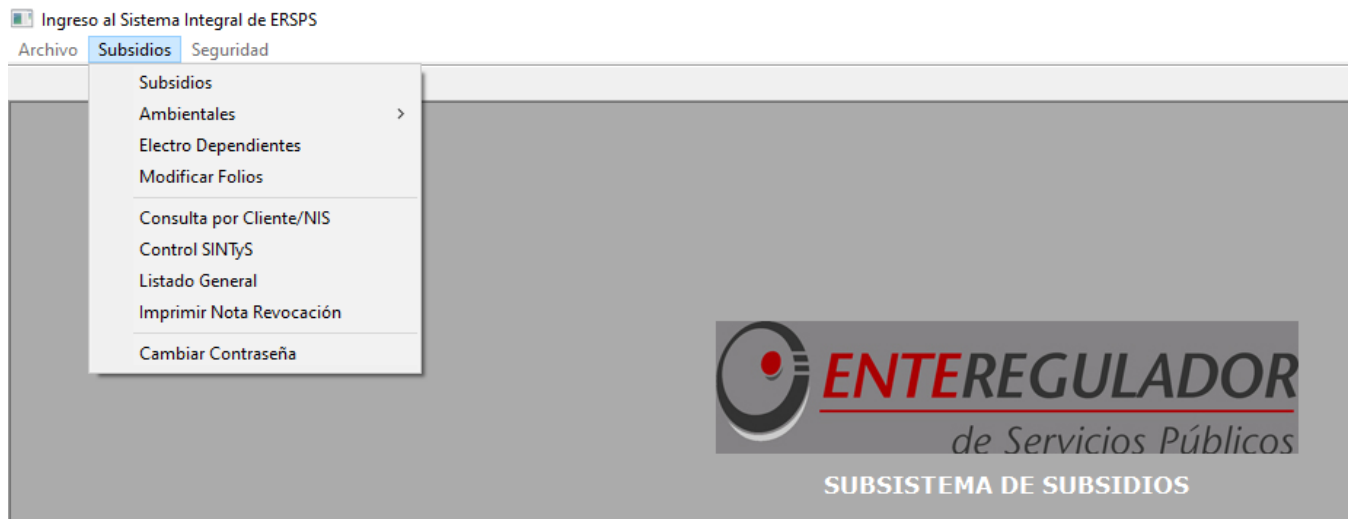 Ingreso al Sistema Integral de ERSPS
Archivo Subsidios Seguridad
Subsidios
Ambientales >
Electro Dependientes
Modificar Folios
Consulta por Cliente/NIS
Control SINTyS
Listado General
Imprimir Nota Revocación
Cambiar Contraseña
ENTEREGULADOR
de Servicios Públicos
SUBSISTEMA DE SUBSIDIOS